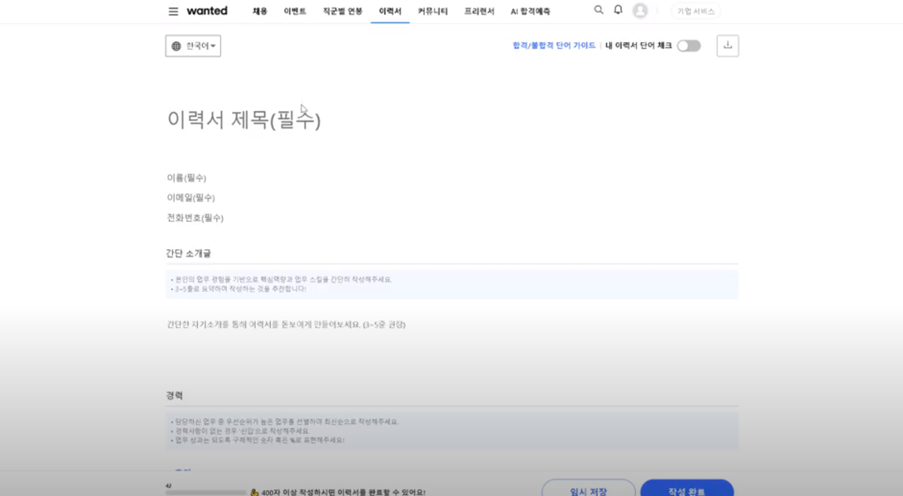 wanted 채용 이벤트 직군별 연봉 이력서 커뮤니티 프리랜서 AI 합격예측 기업 서비스
한국어
합격/불합격 단어 가이드 | 내 이력서 단어 체크
이력서 제목(필수)
이름(필수)
이메일(필수)
전화번호(필수)
간단 소개글
• 본인의 업무 경험을 기반으로 핵심역량과 업무 스킬을 간단히 작성해주세요.
• 3~5줄로 요약하여 작성하는 것을 추천합니다!
간단한 자기소개를 통해 이력서를 돋보이게 만들어보세요. (3~5줄 권장)
경력
• 담당하신 업무 중 우선순위가 높은 업무를 선별하여 최신순으로 작성해주세요.
• 경력사항이 없는 경우 '신입'으로 작성해주세요.
• 업무 성과는 되도록 구체적인 숫자 혹은 %로 표현해주세요!
400자 이상 작성하시면 이력서를 완료할 수 있어요!
임시 저장
작성 완료